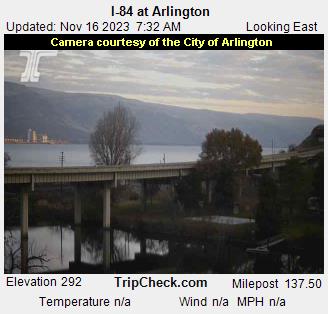 I-84 at Arlington
Updated: Nov 16 2023 7:32 AM Looking East
Camera courtesy of the City of Arlington
Elevation 292 TripCheck.com Milepost 137.50
Temperature n/a Wind n/a MPH n/a